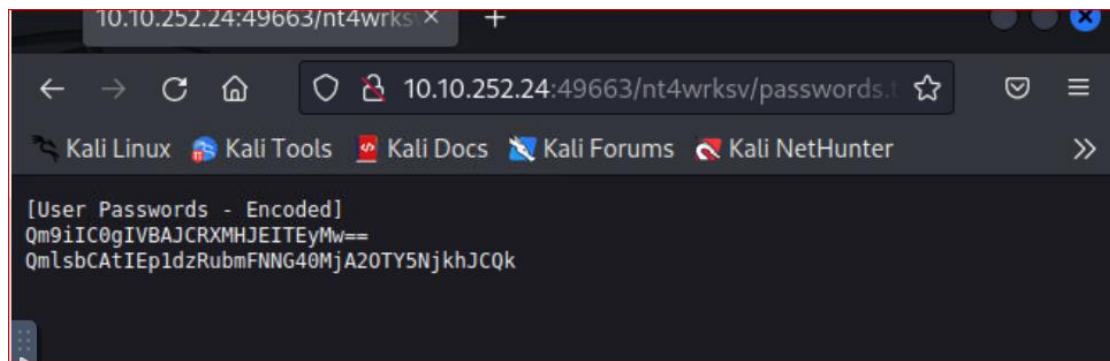 10.10.252.24:49663/nt4wrksv
10.10.252.24:49663/nt4wrksv/passwords.t
Kali Linux Kali Tools Kali Docs Kali Forums Kali NetHunter
[User Passwords - Encoded]
Qm9iIC0gIVBAJCRXMHJEITEyMw==
QmlsbCAtIEp1dzRubmFNNG40MjA2OTY5NjkhJCQk